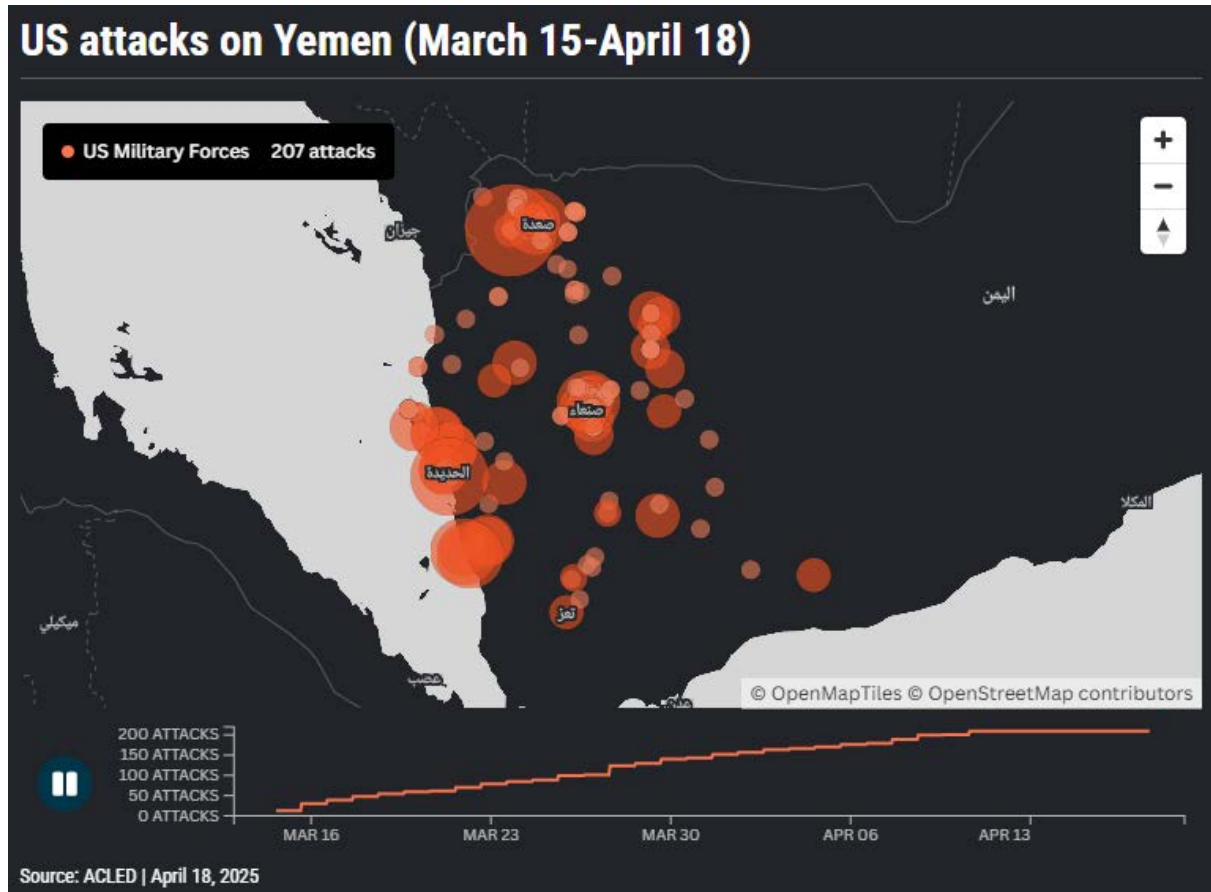 US attacks on Yemen (March 15-April 18)
US Military Forces 207 attacks
+
−
صعدة
جيزان
اليمن
صنعاء
الحديدة
المكلا
تعز
ميكيلي
عصب
© OpenMapTiles © OpenStreetMap contributors
200 ATTACKS
150 ATTACKS
100 ATTACKS
50 ATTACKS
0 ATTACKS
MAR 16 MAR 23 MAR 30 APR 06 APR 13
Source: ACLED | April 18, 2025